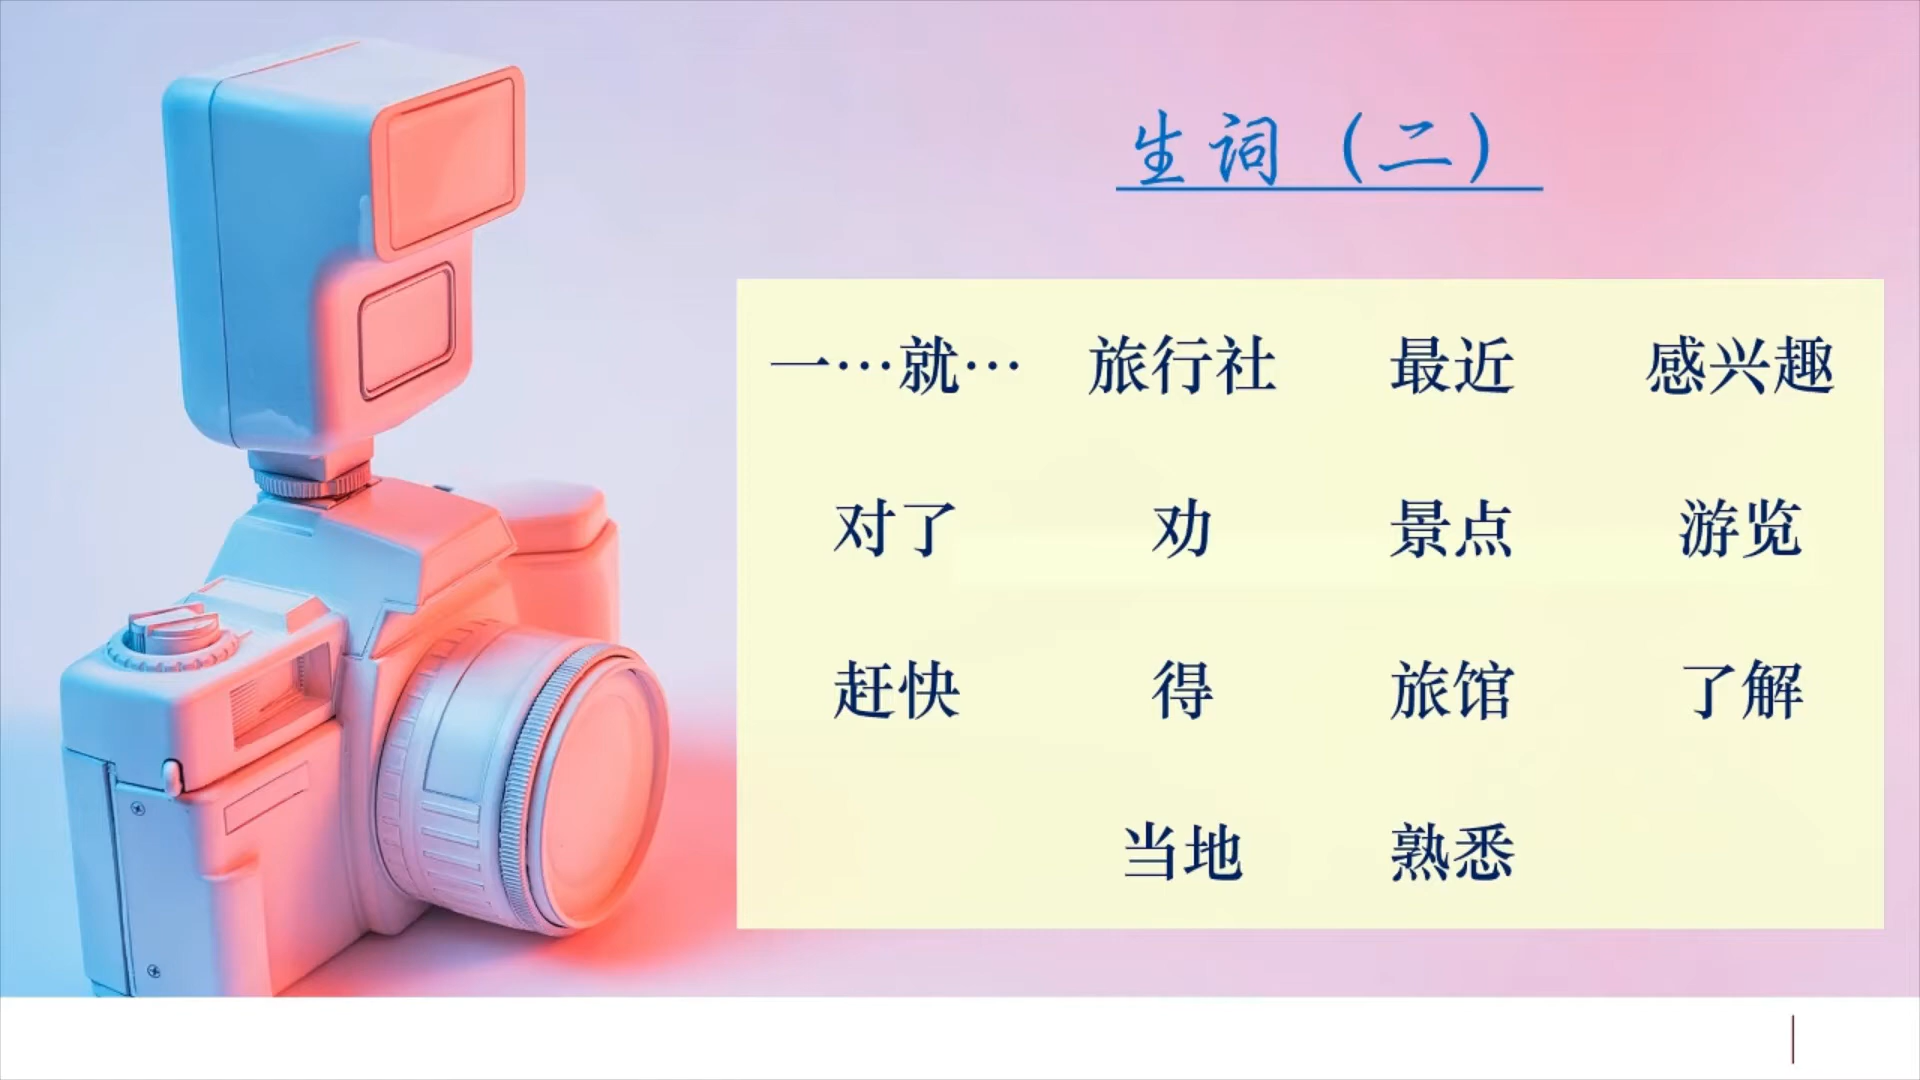 生词（二）
一…就… 旅行社 最近 感兴趣
对了 劝 景点 游览
赶快 得 旅馆 了解
当地 熟悉